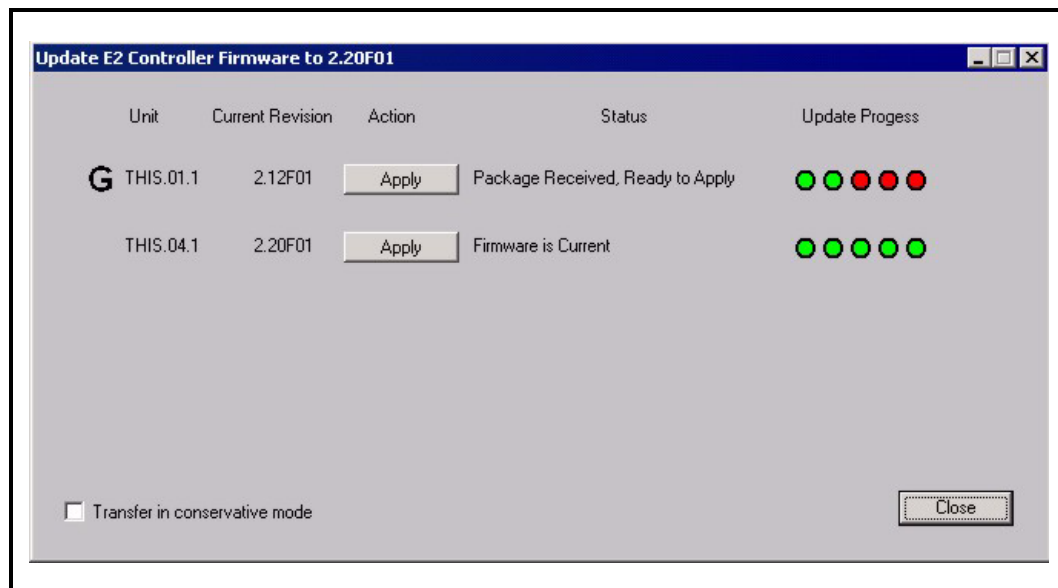 Update E2 Controller Firmware to 2.20F01
Unit Current Revision Action Status Update Progess
G THIS.01.1 2.12F01 Apply Package Received, Ready to Apply
THIS.04.1 2.20F01 Apply Firmware is Current
Transfer in conservative mode
Close